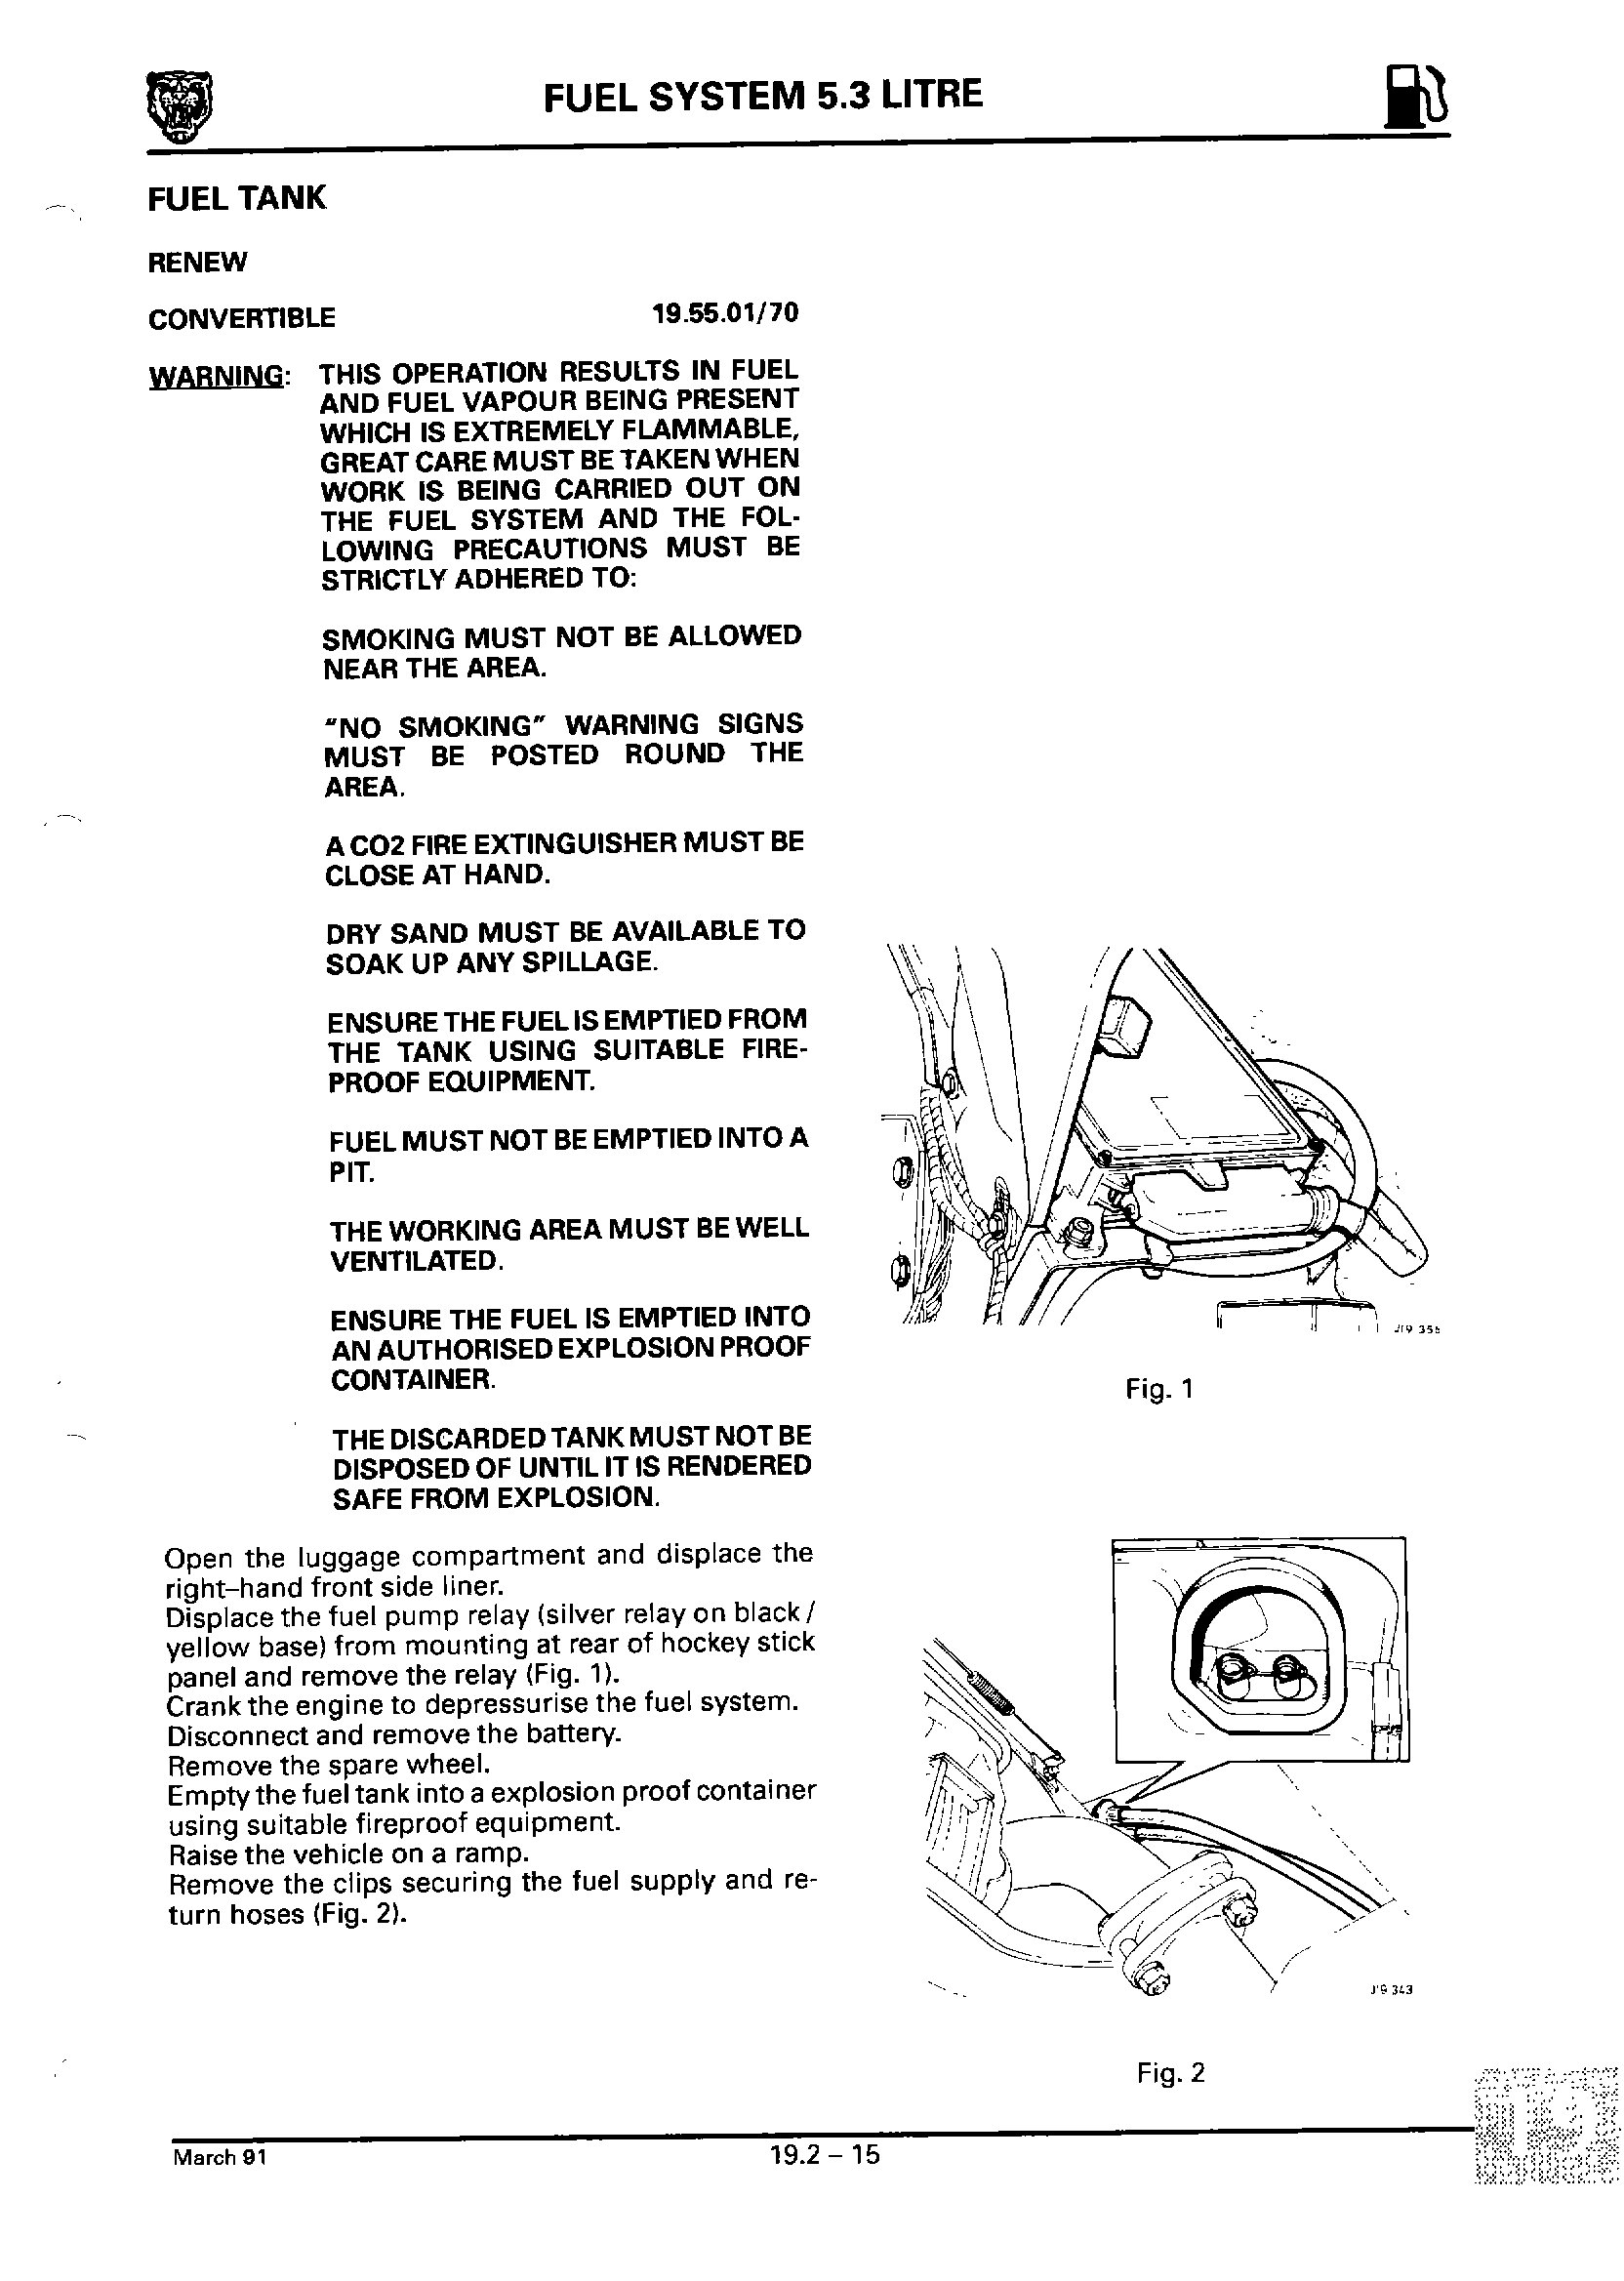 FUEL SYSTEM 5.3 LITRE
FUEL TANK
RENEW
CONVERTIBLE 19.55.01/70
WARNING: THIS OPERATION RESULTS IN FUEL
AND FUEL VAPOUR BEING PRESENT
WHICH IS EXTREMELY FLAMMABLE,
GREAT CARE MUST BE TAKEN WHEN
WORK IS BEING CARRIED OUT ON
THE FUEL SYSTEM AND THE FOL-
LOWING PRECAUTIONS MUST BE
STRICTLY ADHERED TO:
SMOKING MUST NOT BE ALLOWED
NEAR THE AREA.
"NO SMOKING" WARNING SIGNS
MUST BE POSTED ROUND THE
AREA.
A CO2 FIRE EXTINGUISHER MUST BE
CLOSE AT HAND.
DRY SAND MUST BE AVAILABLE TO
SOAK UP ANY SPILLAGE.
ENSURE THE FUEL IS EMPTIED FROM
THE TANK USING SUITABLE FIRE-
PROOF EQUIPMENT.
FUEL MUST NOT BE EMPTIED INTO A
PIT.
THE WORKING AREA MUST BE WELL
VENTILATED.
ENSURE THE FUEL IS EMPTIED INTO
AN AUTHORISED EXPLOSION PROOF
CONTAINER.
THE DISCARDED TANK MUST NOT BE
DISPOSED OF UNTIL IT IS RENDERED
SAFE FROM EXPLOSION.
Open the luggage compartment and displace the
right–hand front side liner.
Displace the fuel pump relay (silver relay on black/
yellow base) from mounting at rear of hockey stick
panel and remove the relay (Fig. 1).
Crank the engine to depressurise the fuel system.
Disconnect and remove the battery.
Remove the spare wheel.
Empty the fuel tank into a explosion proof container
using suitable fireproof equipment.
Raise the vehicle on a ramp.
Remove the clips securing the fuel supply and re-
turn hoses (Fig. 2).
Fig. 1
J19 343
Fig. 2
March 91
19.2 – 15
19